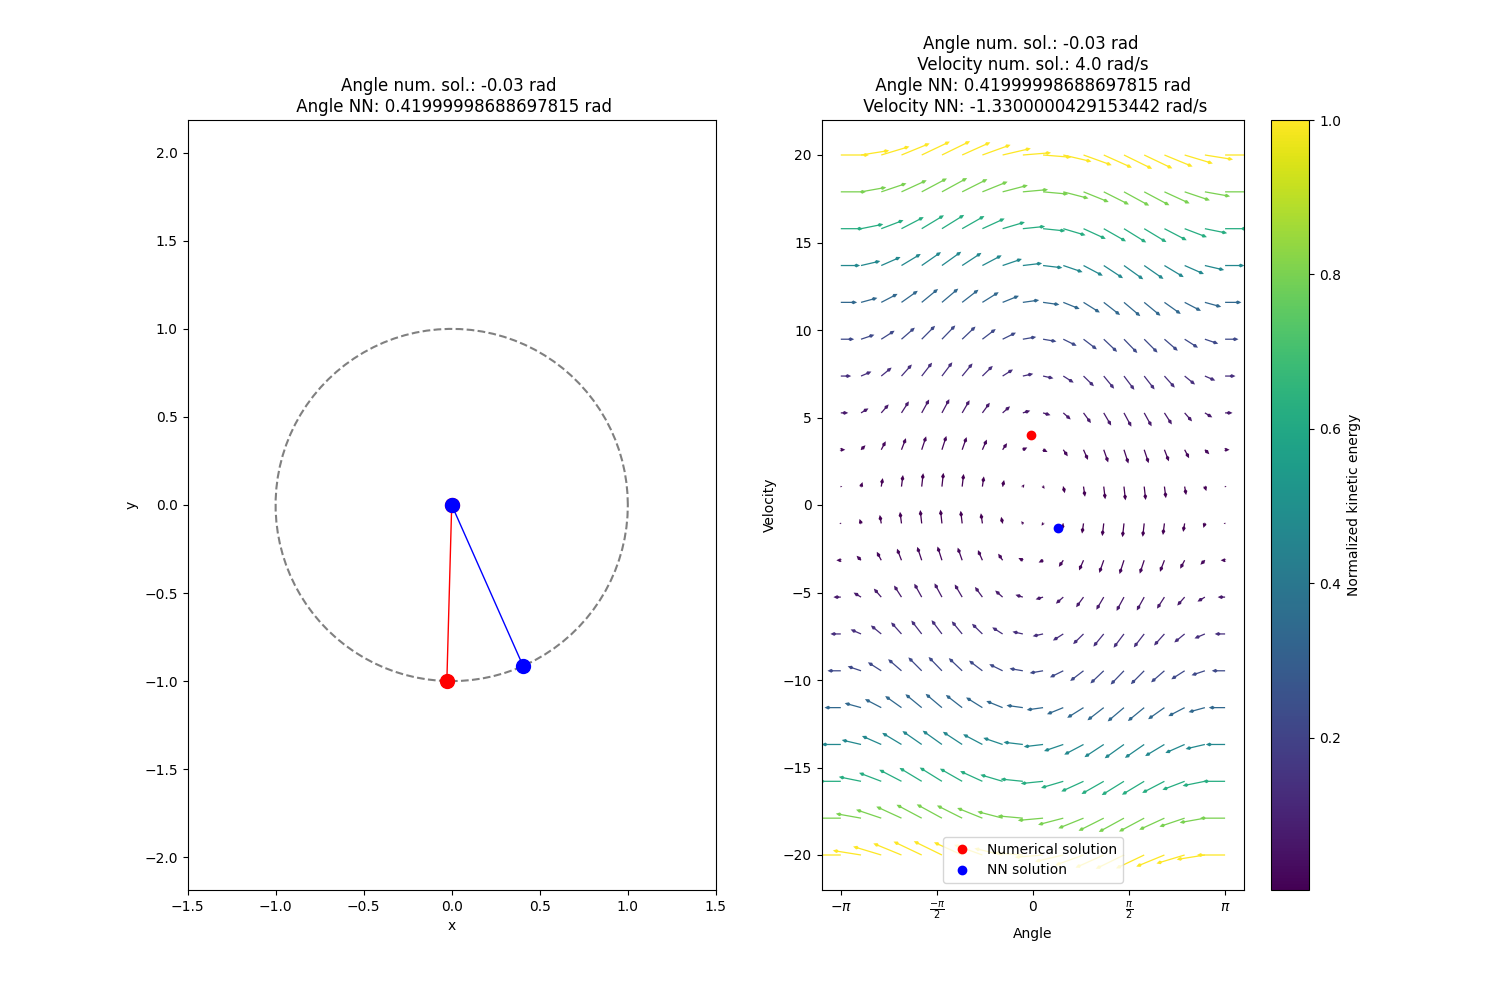 Angle num. sol.: -0.03 rad
Angle NN: 0.41999998688697815 rad
2.0
1.5
1.0
0.5
0.0
−0.5
−1.0
−1.5
−2.0
y
−1.5
−1.0
−0.5
0.0
0.5
1.0
1.5
x
Angle num. sol.: -0.03 rad
Velocity num. sol.: 4.0 rad/s
Angle NN: 0.41999998688697815 rad
Velocity NN: -1.3300000429153442 rad/s
20
15
10
5
0
−5
−10
−15
−20
Velocity
Numerical solution
NN solution
−π
−π/2
0
π/2
π
Angle
1.0
0.8
0.6
0.4
0.2
Normalized kinetic energy